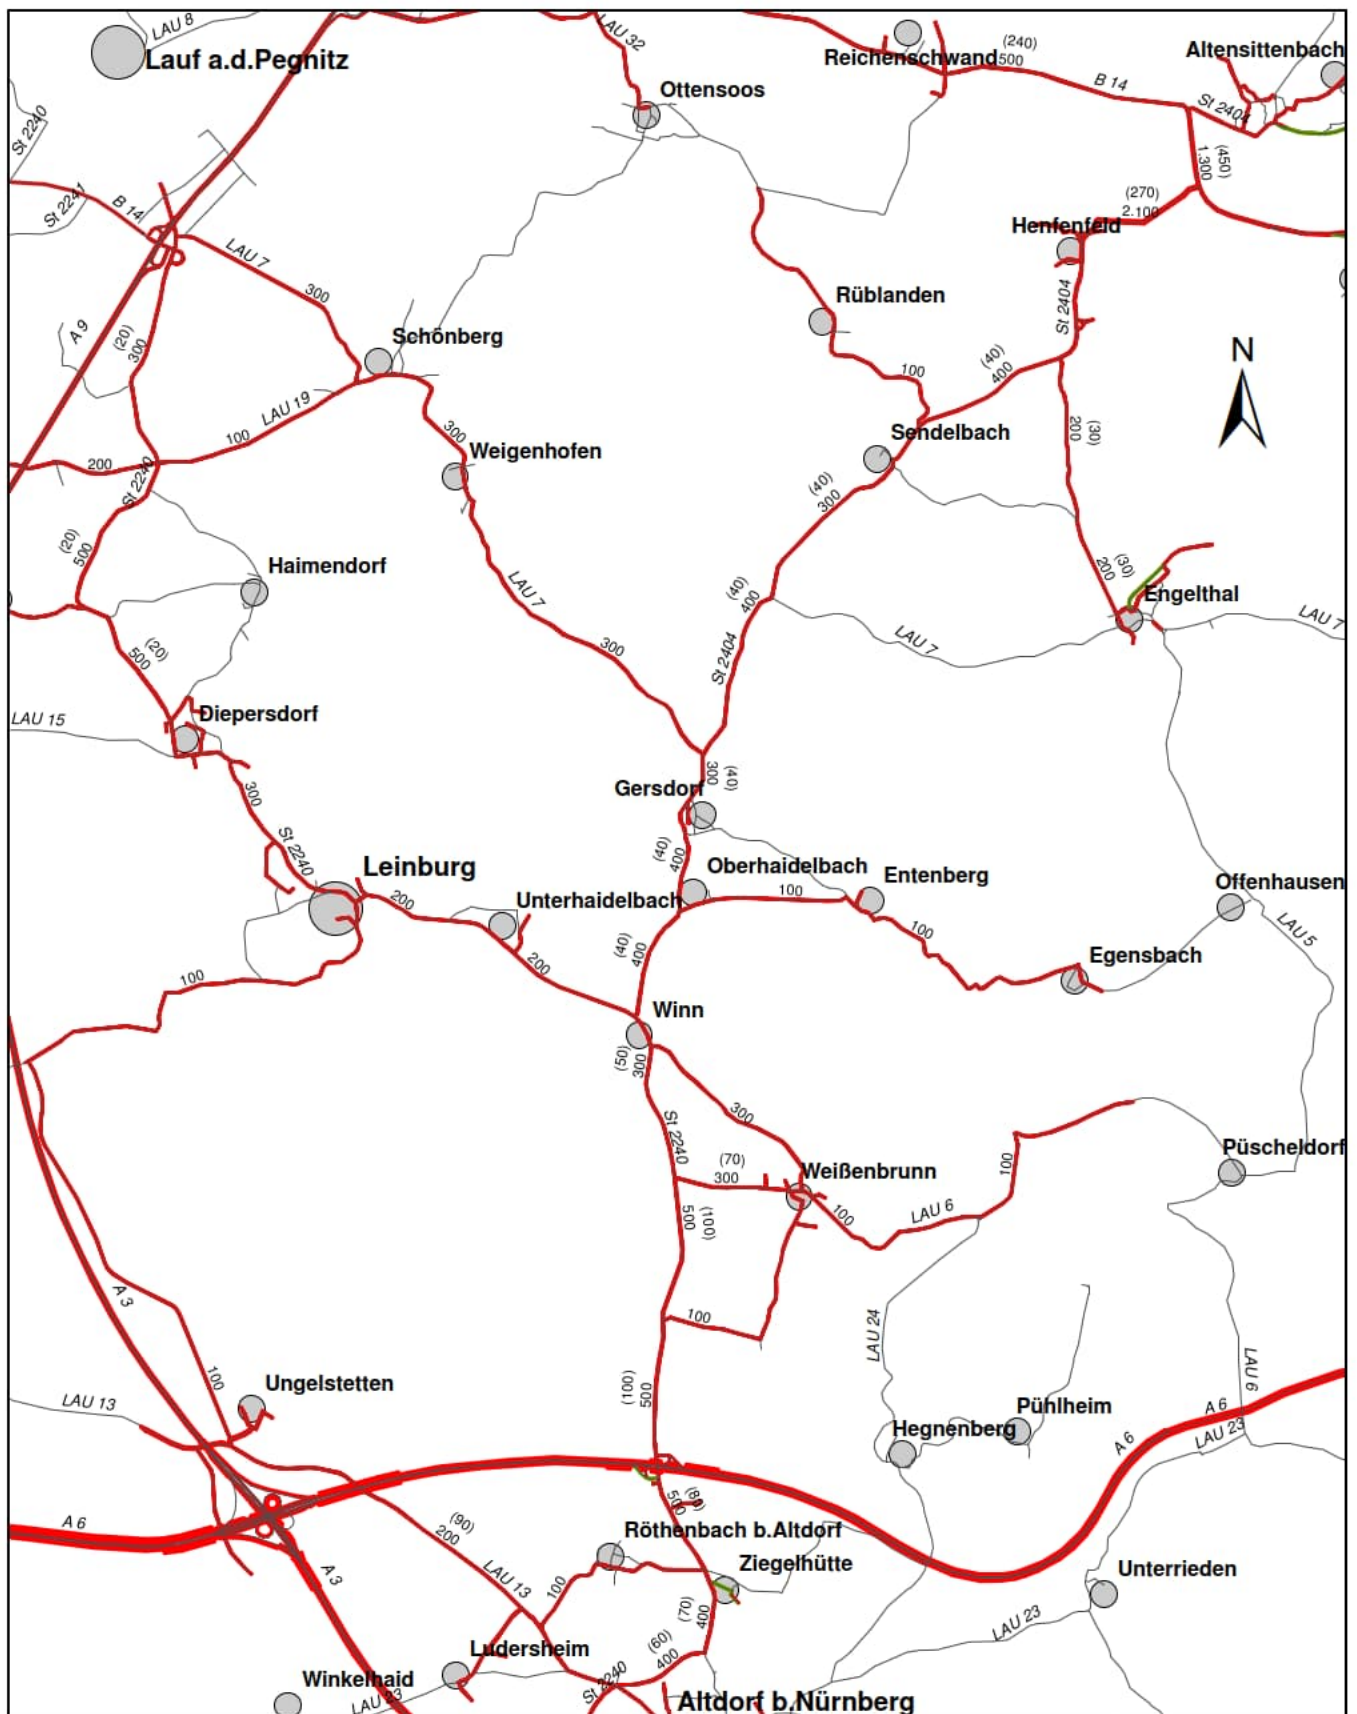 LAU 8
Lauf a.d.Pegnitz
LAU 32
Reichenschwand
(240)
500
Altensittenbach
B 14
St 2404
Ottensoos
St 2240
St 2241
B 14
(450)
1.300
(270)
2.100
Henfenfeld
LAU 7
300
A 9
(20)
300
Schönberg
Rüblanden
St 2404
N
100
(40)
400
LAU 19
100
200
St 2240
300
Weigenhofen
Sendelbach
200
(30)
(40)
300
(20)
500
Haimendorf
LAU 7
(40)
400
200
(30)
Engelthal
LAU 7
LAU 7
300
St 2404
500
(20)
LAU 15
Diepersdorf
300
300
(40)
Gersdorf
St 2240
(40)
400
Leinburg
Oberhaidelbach
Entenberg
Offenhausen
200
Unterhaidelbach
100
100
LAU 5
(40)
400
200
Egensbach
100
Winn
(50)
300
300
St 2240
(70)
300
Weißenbrunn
100
Püscheldorf
500
(100)
100
LAU 6
A 3
100
LAU 24
100
LAU 6
(100)
500
Ungelstetten
LAU 13
Pühlheim
Hegnenberg
A 6
A 6
LAU 23
A 6
500
(80)
(90)
200
Röthenbach b.Altdorf
Ziegelhütte
Unterrieden
A 3
LAU 13
100
(70)
400
LAU 23
Ludersheim
(60)
400
Winkelhaid
LAU 23
St 2240
Altdorf b.Nürnberg